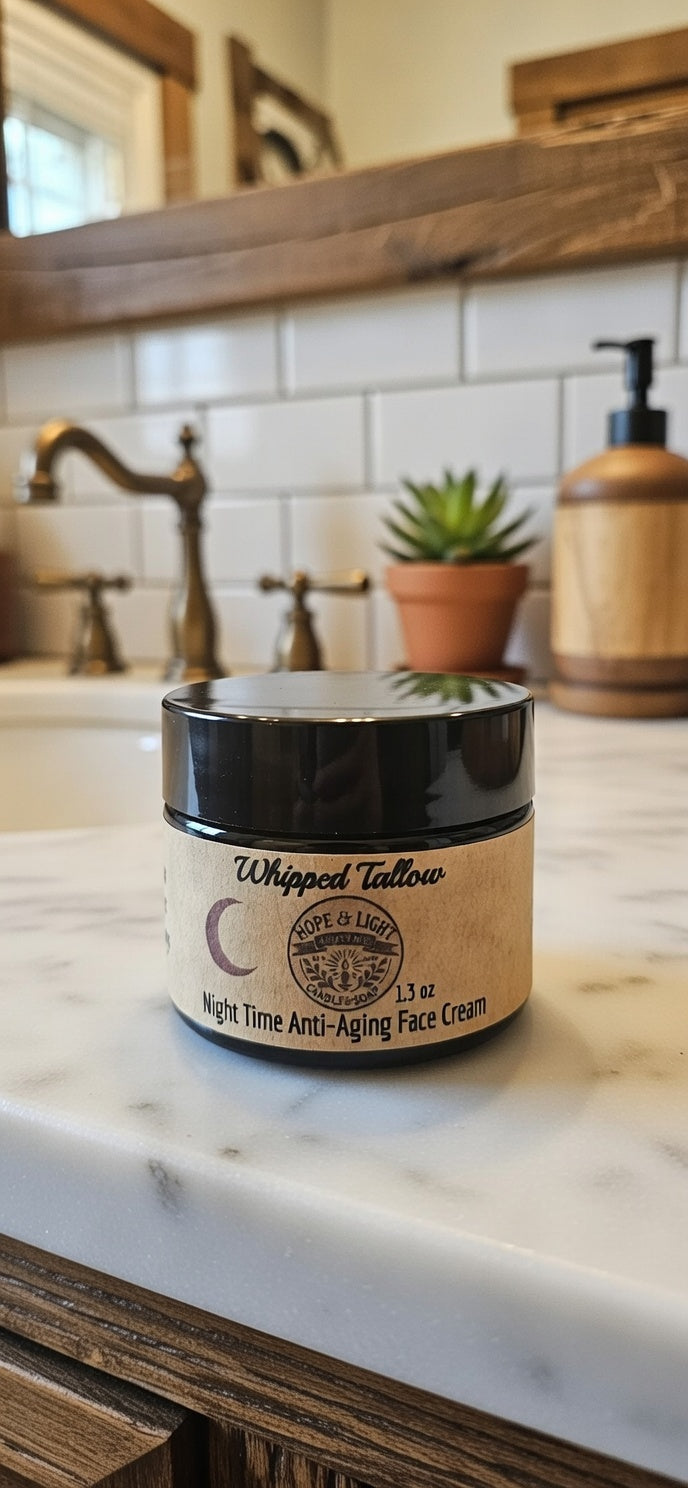 Whipped Tallow
HOPE & LIGHT
CANDLE & SOAP
1.3 oz
Night Time Anti-Aging Face Cream